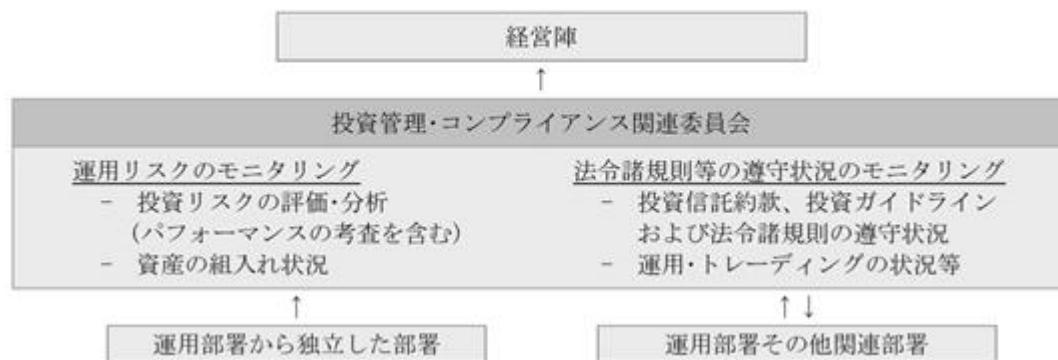 経営陣
↑
投資管理・コンプライアンス関連委員会
運用リスクのモニタリング
− 投資リスクの評価・分析
(パフォーマンスの考査を含む)
− 資産の組入れ状況
法令諸規則等の遵守状況のモニタリング
− 投資信託約款、投資ガイドライン
および法令諸規則の遵守状況
− 運用・トレーディングの状況等
↑
↑↓
運用部署から独立した部署
運用部署その他関連部署